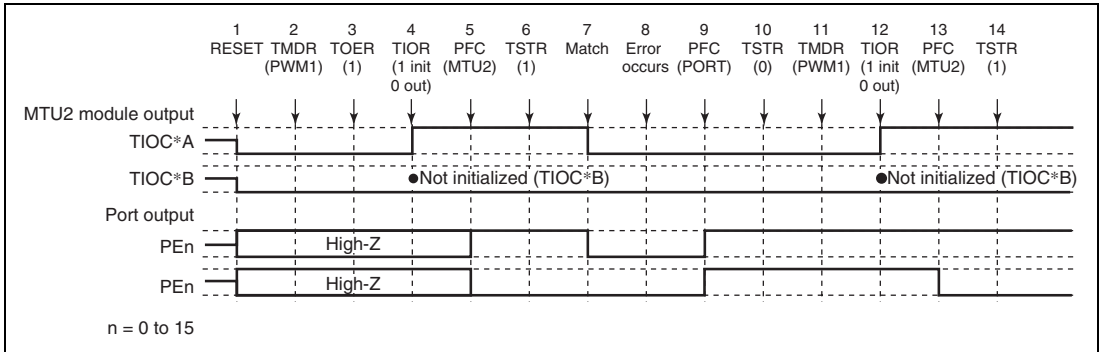 1 2 3 4 5 6 7 8 9 10 11 12 13 14
RESET TMDR TOER TIOR PFC TSTR Match Error PFC TSTR TMDR TIOR PFC TSTR
(PWM1) (1) (1 init (MTU2) (1) occurs (PORT) (0) (PWM1) (1 init (MTU2) (1)
0 out) 0 out)
MTU2 module output
TIOC*A
TIOC*B ●Not initialized (TIOC*B) ●Not initialized (TIOC*B)
Port output
PEn High-Z
PEn High-Z
n = 0 to 15